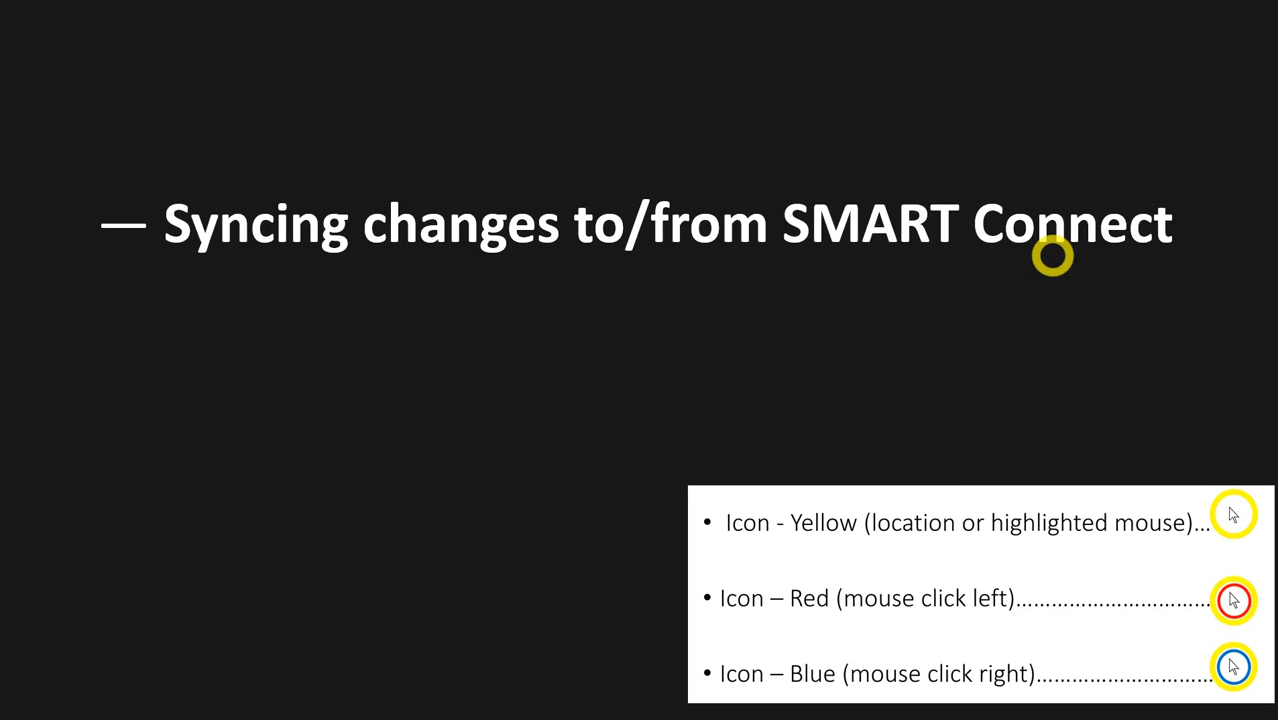 — Syncing changes to/from SMART Connect
• Icon - Yellow (location or highlighted mouse)...
• Icon – Red (mouse click left)................................
• Icon – Blue (mouse click right).............................